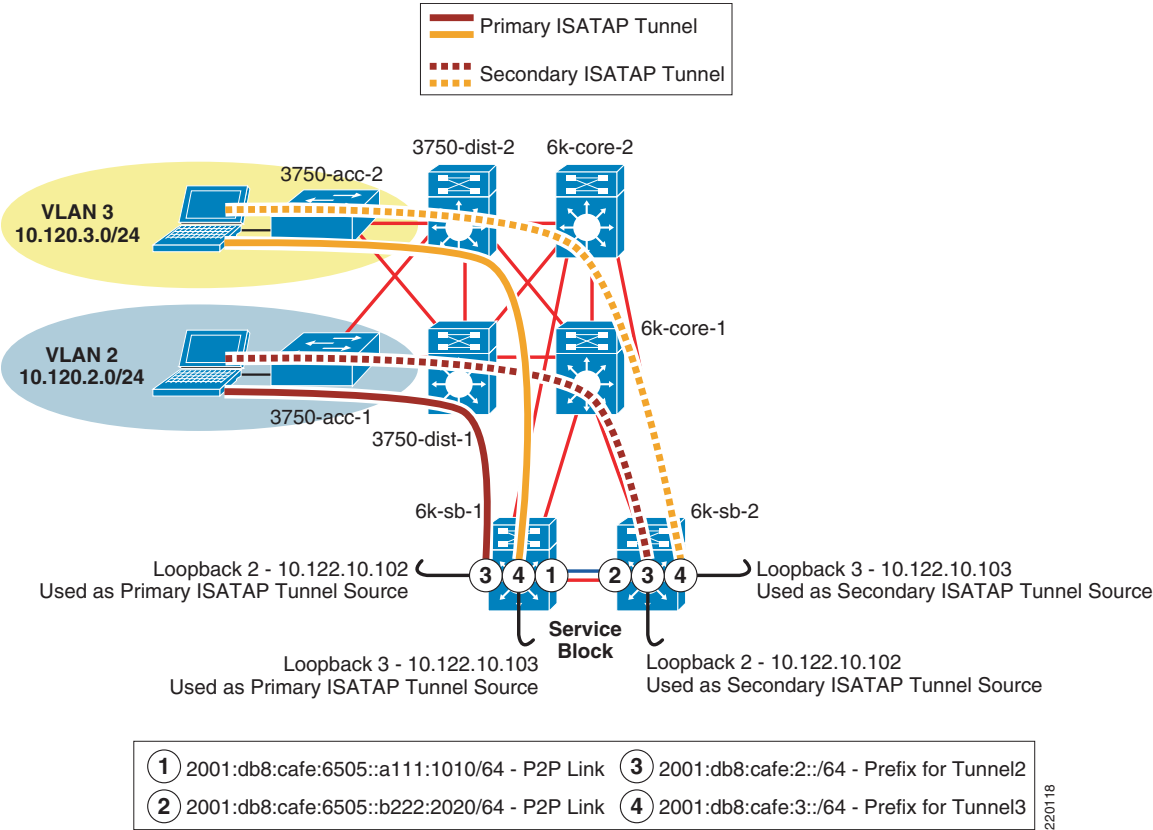 Primary ISATAP Tunnel
Secondary ISATAP Tunnel
3750-dist-2
6k-core-2
3750-acc-2
VLAN 3
10.120.3.0/24
6k-core-1
VLAN 2
10.120.2.0/24
3750-acc-1
3750-dist-1
6k-sb-1
6k-sb-2
Loopback 2 - 10.122.10.102
Used as Primary ISATAP Tunnel Source
3
4
1
2
3
4
Loopback 3 - 10.122.10.103
Used as Secondary ISATAP Tunnel Source
Service
Block
Loopback 3 - 10.122.10.103
Used as Primary ISATAP Tunnel Source
Loopback 2 - 10.122.10.102
Used as Secondary ISATAP Tunnel Source
1 2001:db8:cafe:6505::a111:1010/64 - P2P Link
3 2001:db8:cafe:2::/64 - Prefix for Tunnel2
2 2001:db8:cafe:6505::b222:2020/64 - P2P Link
4 2001:db8:cafe:3::/64 - Prefix for Tunnel3
220118